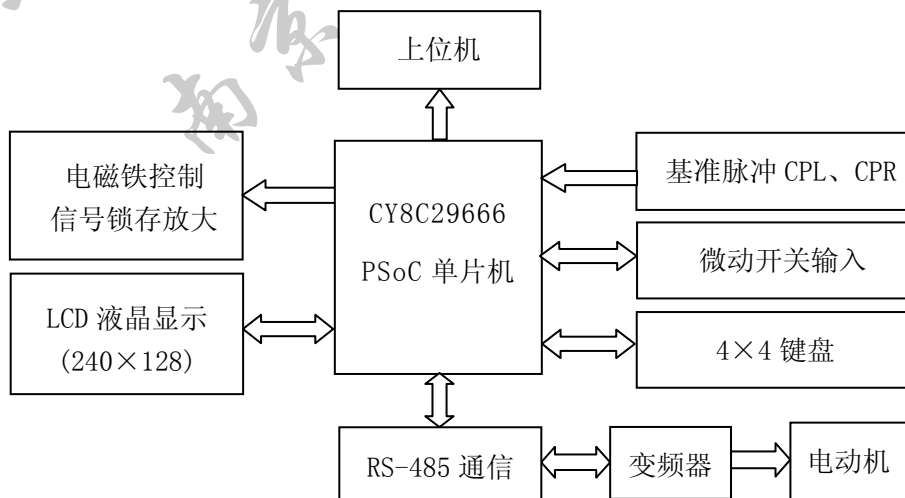 上位机
电磁铁控制
信号锁存放大
CY8C29666
PSoC 单片机
基准脉冲 CPL、CPR
微动开关输入
LCD 液晶显示
(240×128)
4×4 键盘
RS-485 通信
变频器
电动机
南京